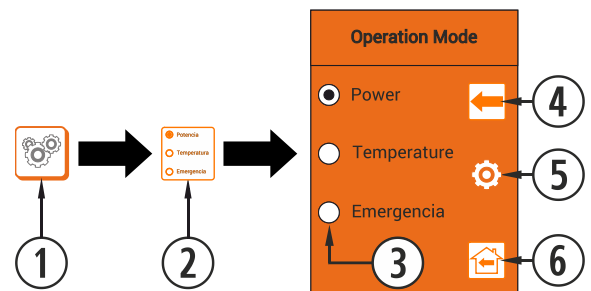 Operation Mode
Power
Temperature
Emergencia
Potencia
Temperatura
Emergencia
1
2
3
4
5
6